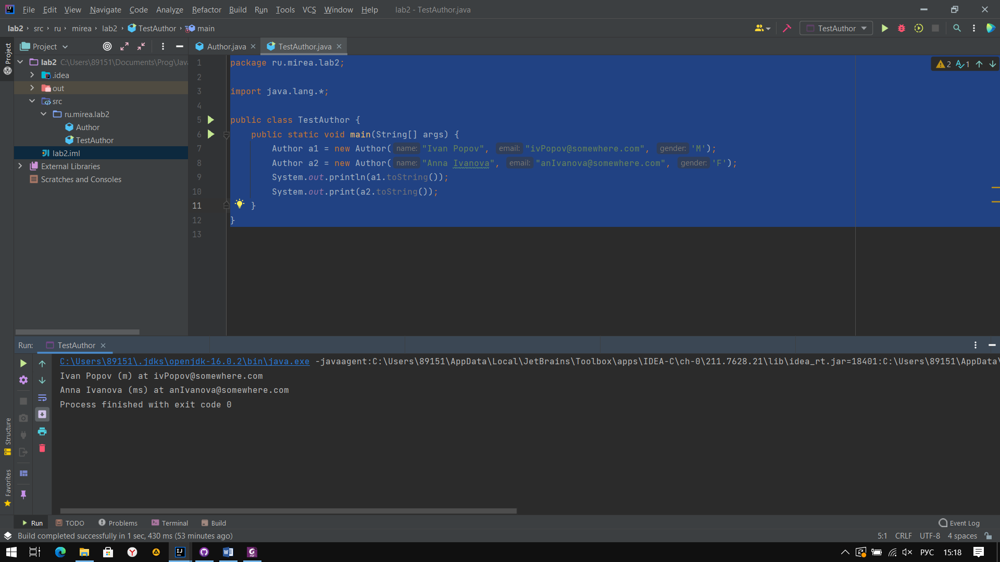 File Edit View Navigate Code Analyze Refactor Build Run Tools VCS Window Help lab2 - TestAuthor.java
lab2 src ru mirea lab2 TestAuthor main TestAuthor
Project Author.java TestAuthor.java
Project
lab2 C:\Users\89151\Documents\Prog\Java
.idea
out
src
ru.mirea.lab2
Author
TestAuthor
lab2.iml
External Libraries
Scratches and Consoles
1 package ru.mirea.lab2;
2
3 import java.lang.*;
4
5 public class TestAuthor {
6 public static void main(String[] args) {
7 Author a1 = new Author( name: "Ivan Popov", email: "ivPopov@somewhere.com", gender: 'M');
8 Author a2 = new Author( name: "Anna Ivanova", email: "anIvanova@somewhere.com", gender: 'F');
9 System.out.println(a1.toString());
10 System.out.print(a2.toString());
11 }
12 }
13
2 1
Run: TestAuthor
C:\Users\89151\.jdks\openjdk-16.0.2\bin\java.exe -javaagent:C:\Users\89151\AppData\Local\JetBrains\Toolbox\apps\IDEA-C\ch-0\211.7628.21\lib\idea_rt.jar=18401:C:\Users\89151\AppData\
Ivan Popov (m) at ivPopov@somewhere.com
Anna Ivanova (ms) at anIvanova@somewhere.com
Process finished with exit code 0
Structure
Favorites
Run TODO Problems Terminal Build Event Log
Build completed successfully in 1 sec, 430 ms (53 minutes ago) 5:1 CRLF UTF-8 4 spaces
РУС 15:18